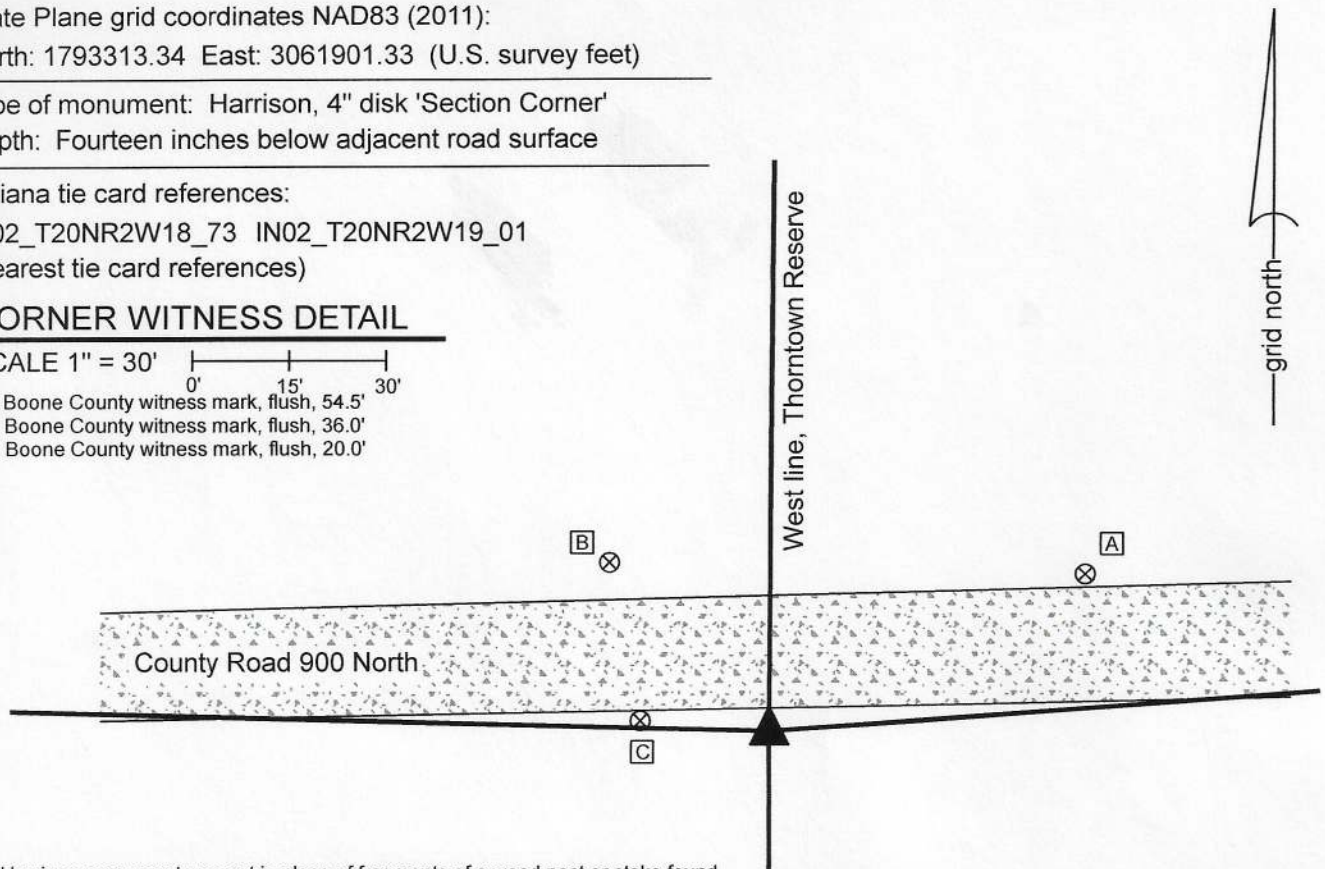 ate Plane grid coordinates NAD83 (2011):
rth: 1793313.34 East: 3061901.33 (U.S. survey feet)
pe of monument: Harrison, 4" disk 'Section Corner'
pth: Fourteen inches below adjacent road surface
iana tie card references:
02_T20NR2W18_73 IN02_T20NR2W19_01
earest tie card references)
ORNER WITNESS DETAIL
CALE 1" = 30'
0' 15' 30'
Boone County witness mark, flush, 54.5'
Boone County witness mark, flush, 36.0'
Boone County witness mark, flush, 20.0'
West line, Thorntown Reserve
grid north
B
A
County Road 900 North
C